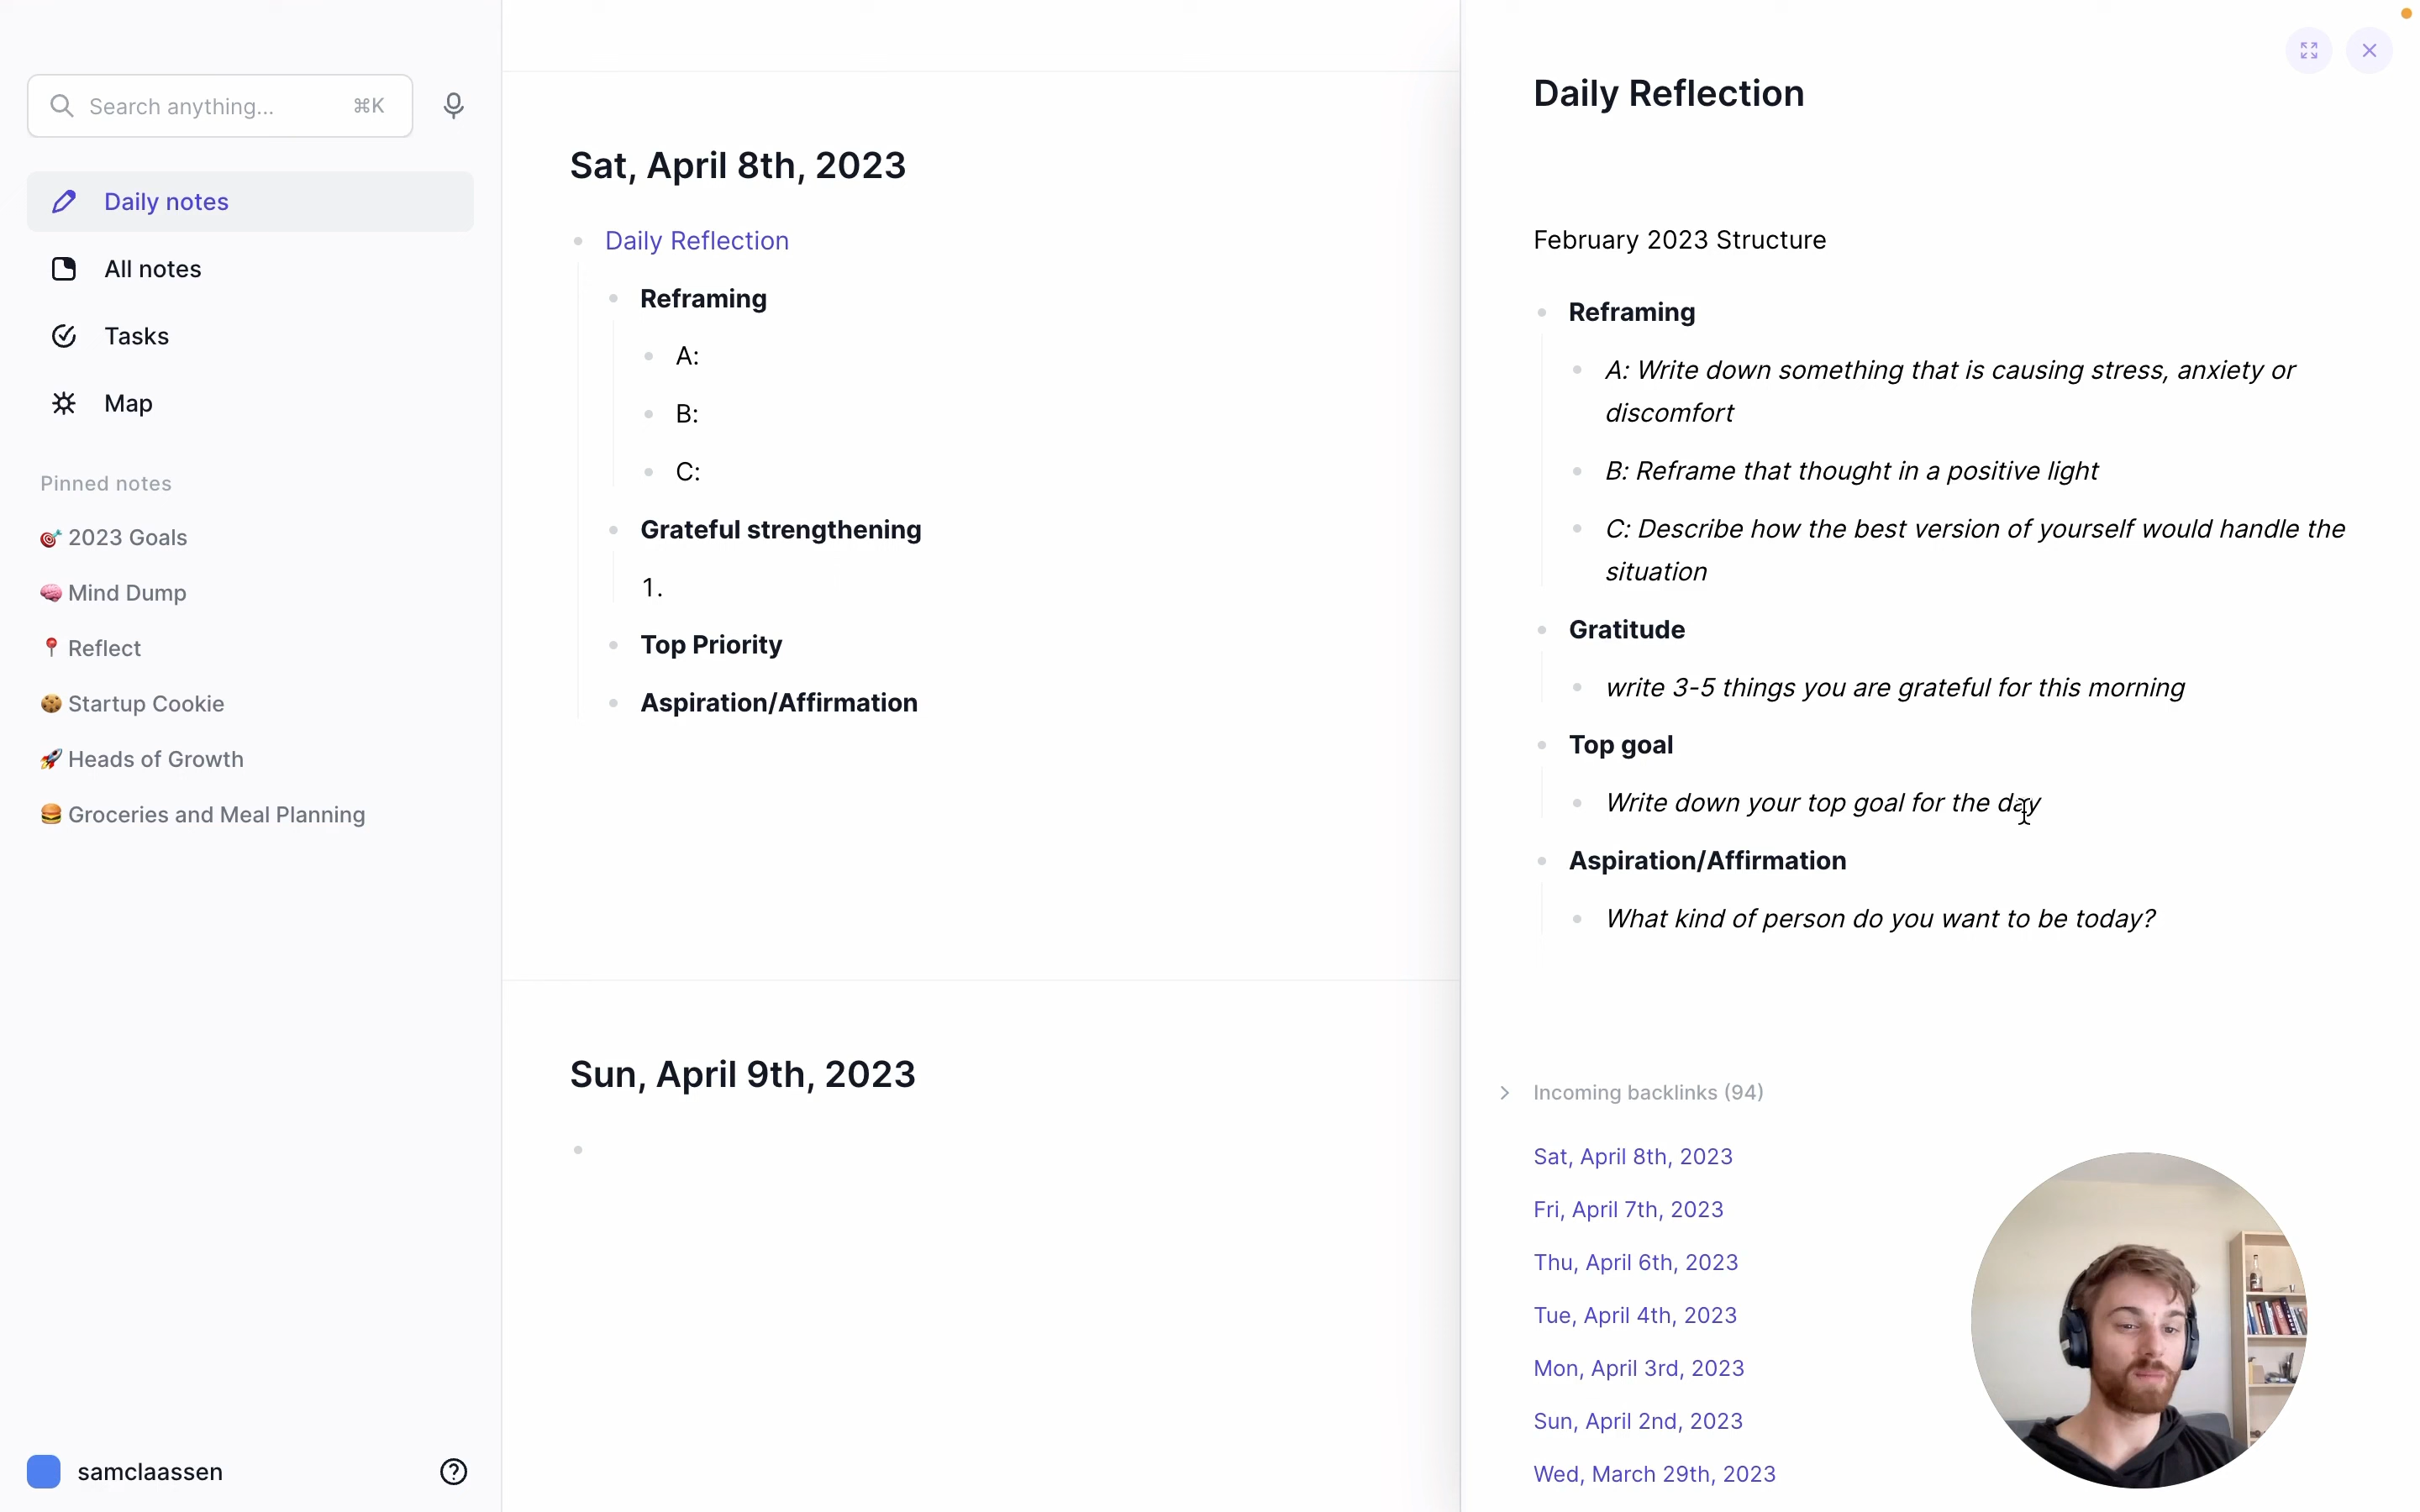 Search anything... ⌘K
Daily notes
All notes
Tasks
Map
Pinned notes
🎯 2023 Goals
🧠 Mind Dump
📍 Reflect
🍪 Startup Cookie
🚀 Heads of Growth
🍔 Groceries and Meal Planning
samclaassen
Sat, April 8th, 2023
Daily Reflection
Reframing
A:
B:
C:
Grateful strengthening
1.
Top Priority
Aspiration/Affirmation
Sun, April 9th, 2023
Daily Reflection
February 2023 Structure
Reframing
A: Write down something that is causing stress, anxiety or
discomfort
B: Reframe that thought in a positive light
C: Describe how the best version of yourself would handle the
situation
Gratitude
write 3-5 things you are grateful for this morning
Top goal
Write down your top goal for the day
Aspiration/Affirmation
What kind of person do you want to be today?
Incoming backlinks (94)
Sat, April 8th, 2023
Fri, April 7th, 2023
Thu, April 6th, 2023
Tue, April 4th, 2023
Mon, April 3rd, 2023
Sun, April 2nd, 2023
Wed, March 29th, 2023